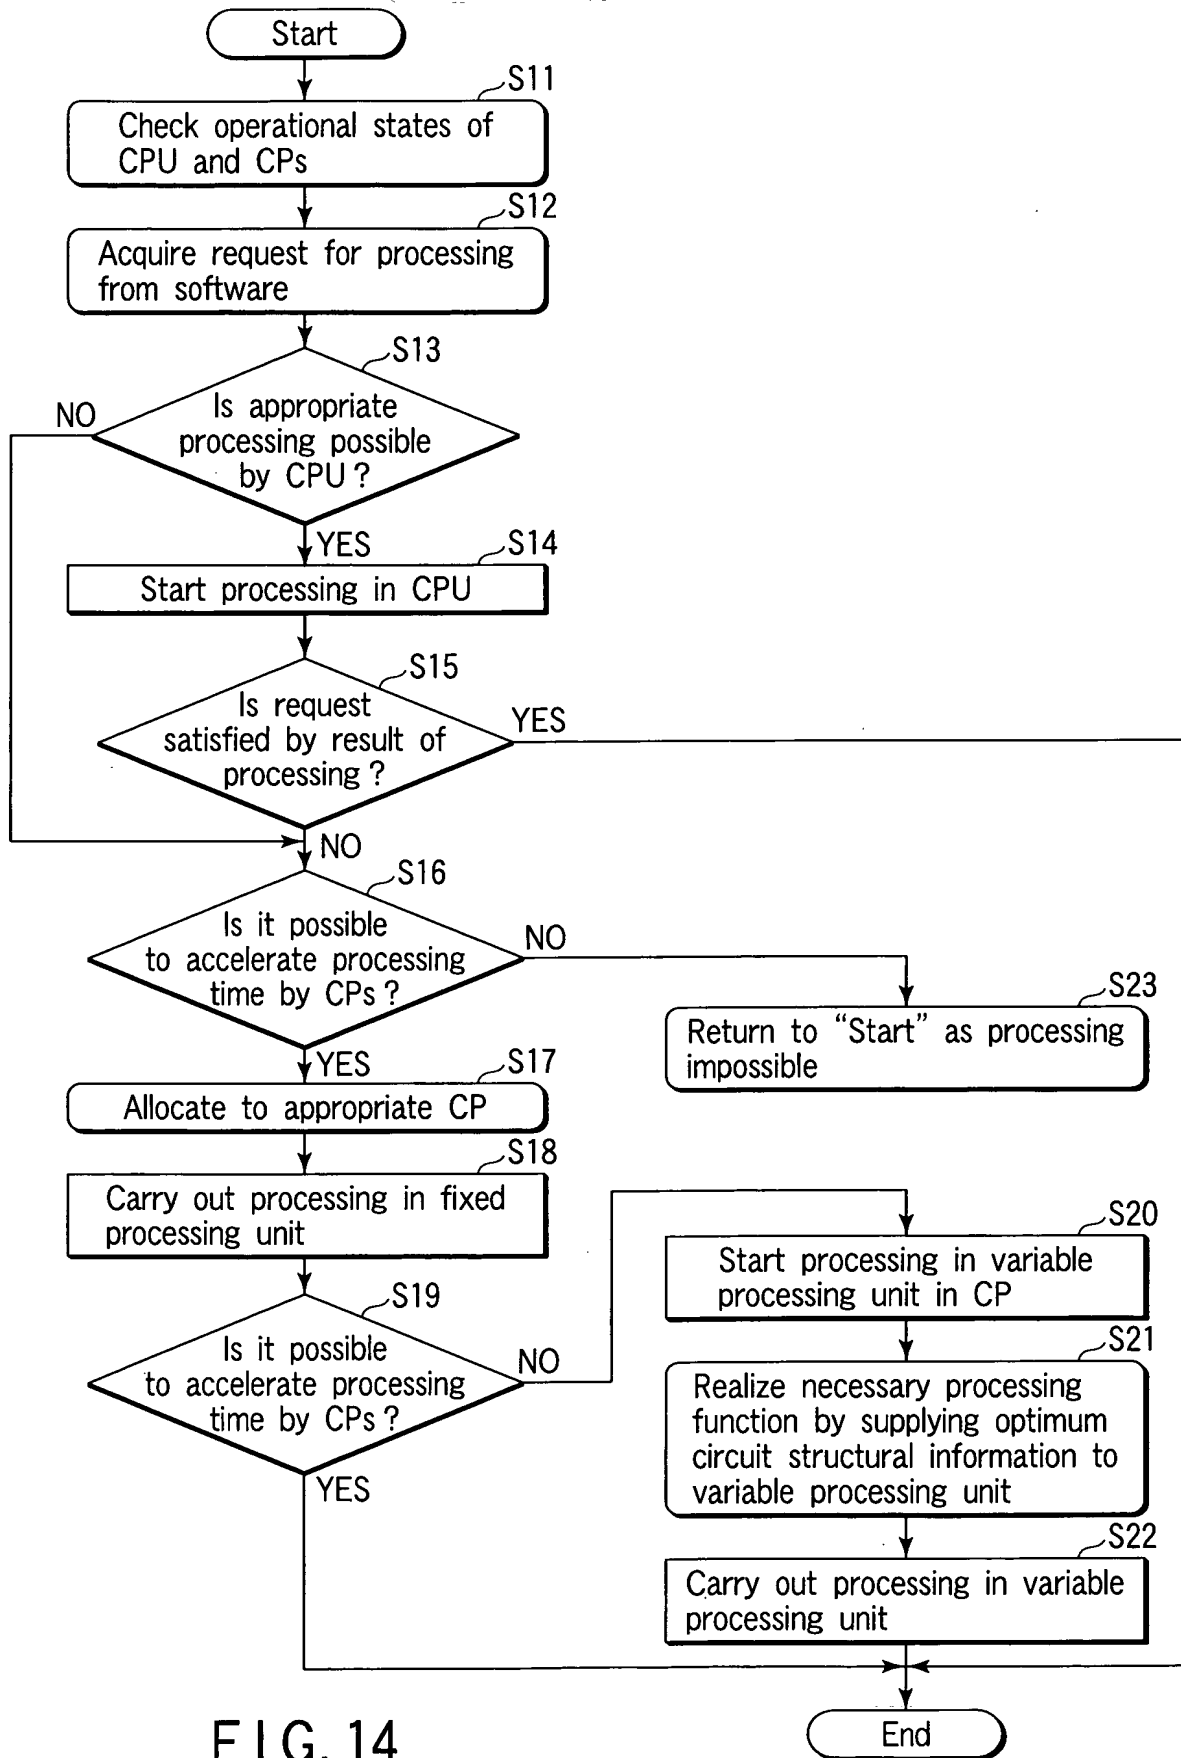 Start
S11
Check operational states of
CPU and CPs
S12
Acquire request for processing
from software
S13
NO
Is appropriate
processing possible
by CPU?
YES
S14
Start processing in CPU
S15
Is request
satisfied by result of
processing?
YES
NO
S16
Is it possible
to accelerate processing
time by CPs?
NO
S23
Return to “Start” as processing
impossible
YES
S17
Allocate to appropriate CP
S18
Carry out processing in fixed
processing unit
S19
Is it possible
to accelerate processing
time by CPs?
NO
YES
S20
Start processing in variable
processing unit in CP
S21
Realize necessary processing
function by supplying optimum
circuit structural information to
variable processing unit
S22
Carry out processing in variable
processing unit
End
FIG. 14